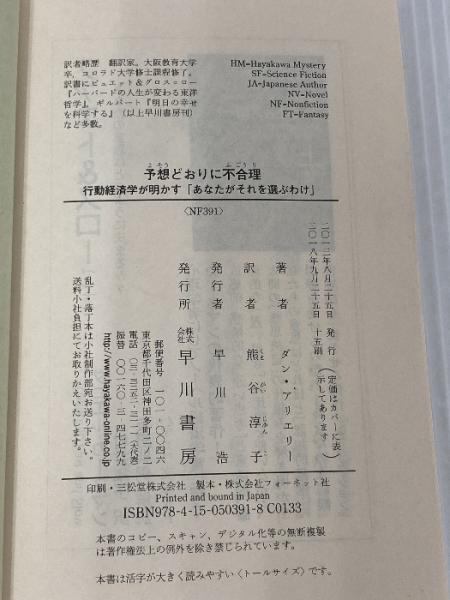 訳者略歴 翻訳家。大阪教育大学
卒、コロラド大学修士課程修了。
訳書にピュエット&グロス=ロー
『ハーバードの人生が変わる東洋
哲学』、ギルバート『明日の幸せ
を科学する』(以上早川書房刊)
など多数。
HM=Hayakawa Mystery
SF=Science Fiction
JA=Japanese Author
NV=Novel
NF=Nonfiction
FT=Fantasy
よそう ふごうり
予想どおりに不合理
行動経済学が明かす「あなたがそれを選ぶわけ」
〈NF391〉
二〇一三年八月二十五日 発行
二〇一八年九月二十五日 十五刷
(定価はカバーに表示してあります)
著者 ダン・アリエリー
訳者 熊谷淳子
発行者 早川浩
発行所 株式会社 早川書房
郵便番号 一〇一-〇〇四六
東京都千代田区神田多町二ノ二
電話 〇三-三二五二-三一一一(大代表)
振替 〇〇一六〇-三-四七七九九
http://www.hayakawa-online.co.jp
乱丁・落丁本は小社制作部宛お送り下さい。
送料小社負担にてお取りかえいたします。
印刷・三松堂株式会社 製本・株式会社フォーネット社
Printed and bound in Japan
ISBN978-4-15-050391-8 C0133
本書のコピー、スキャン、デジタル化等の無断複製
は著作権法上の例外を除き禁じられています。
本書は活字が大きく読みやすい〈トールサイズ〉です。